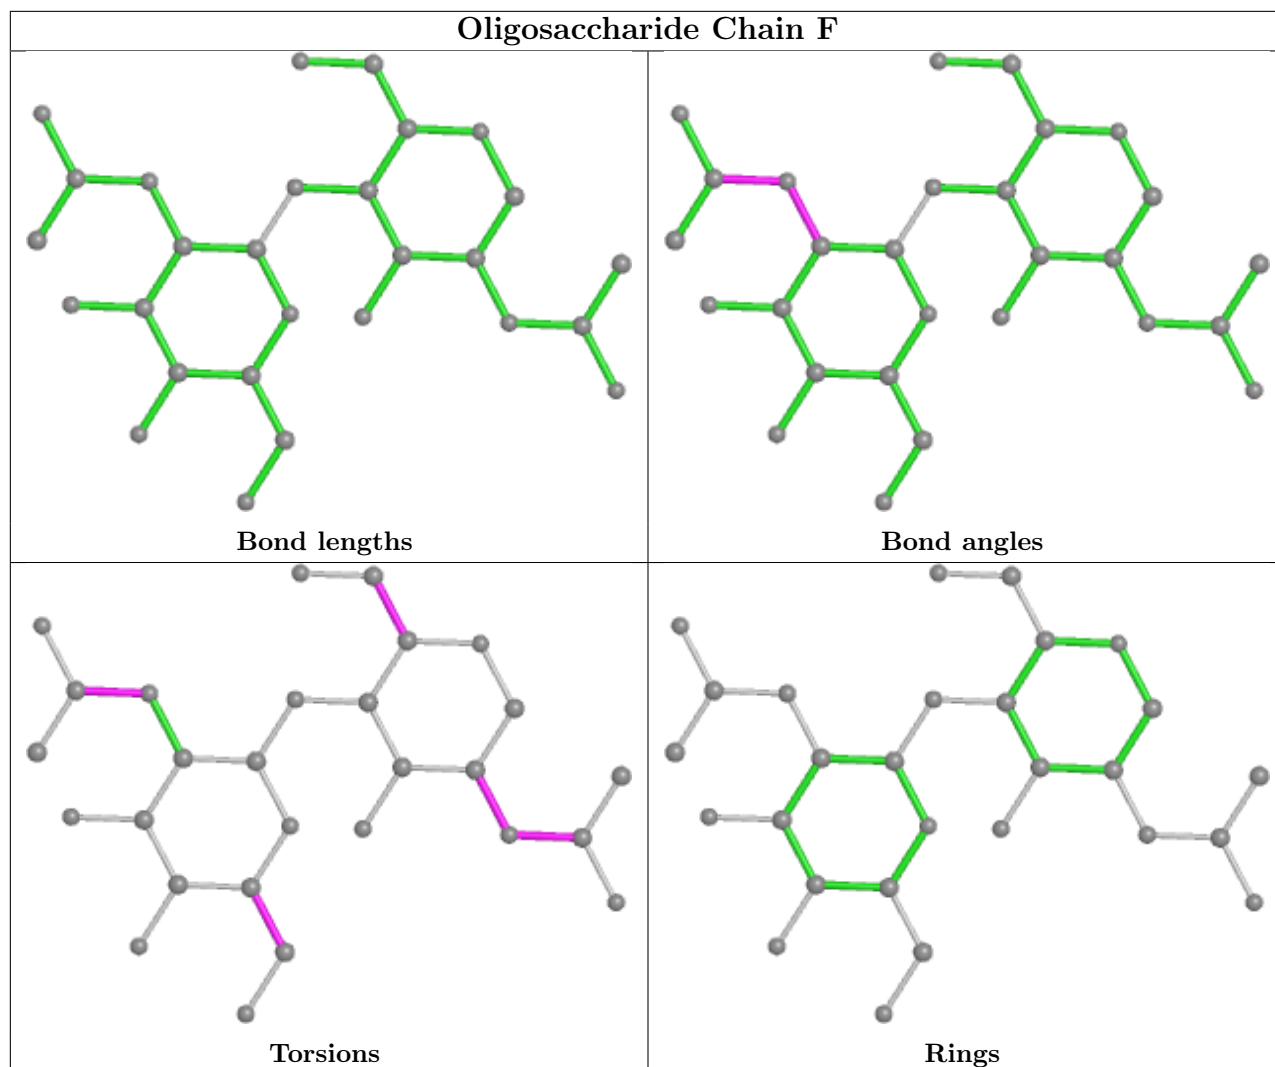 Oligosaccharide Chain F
Bond lengths
Bond angles
Torsions
Rings